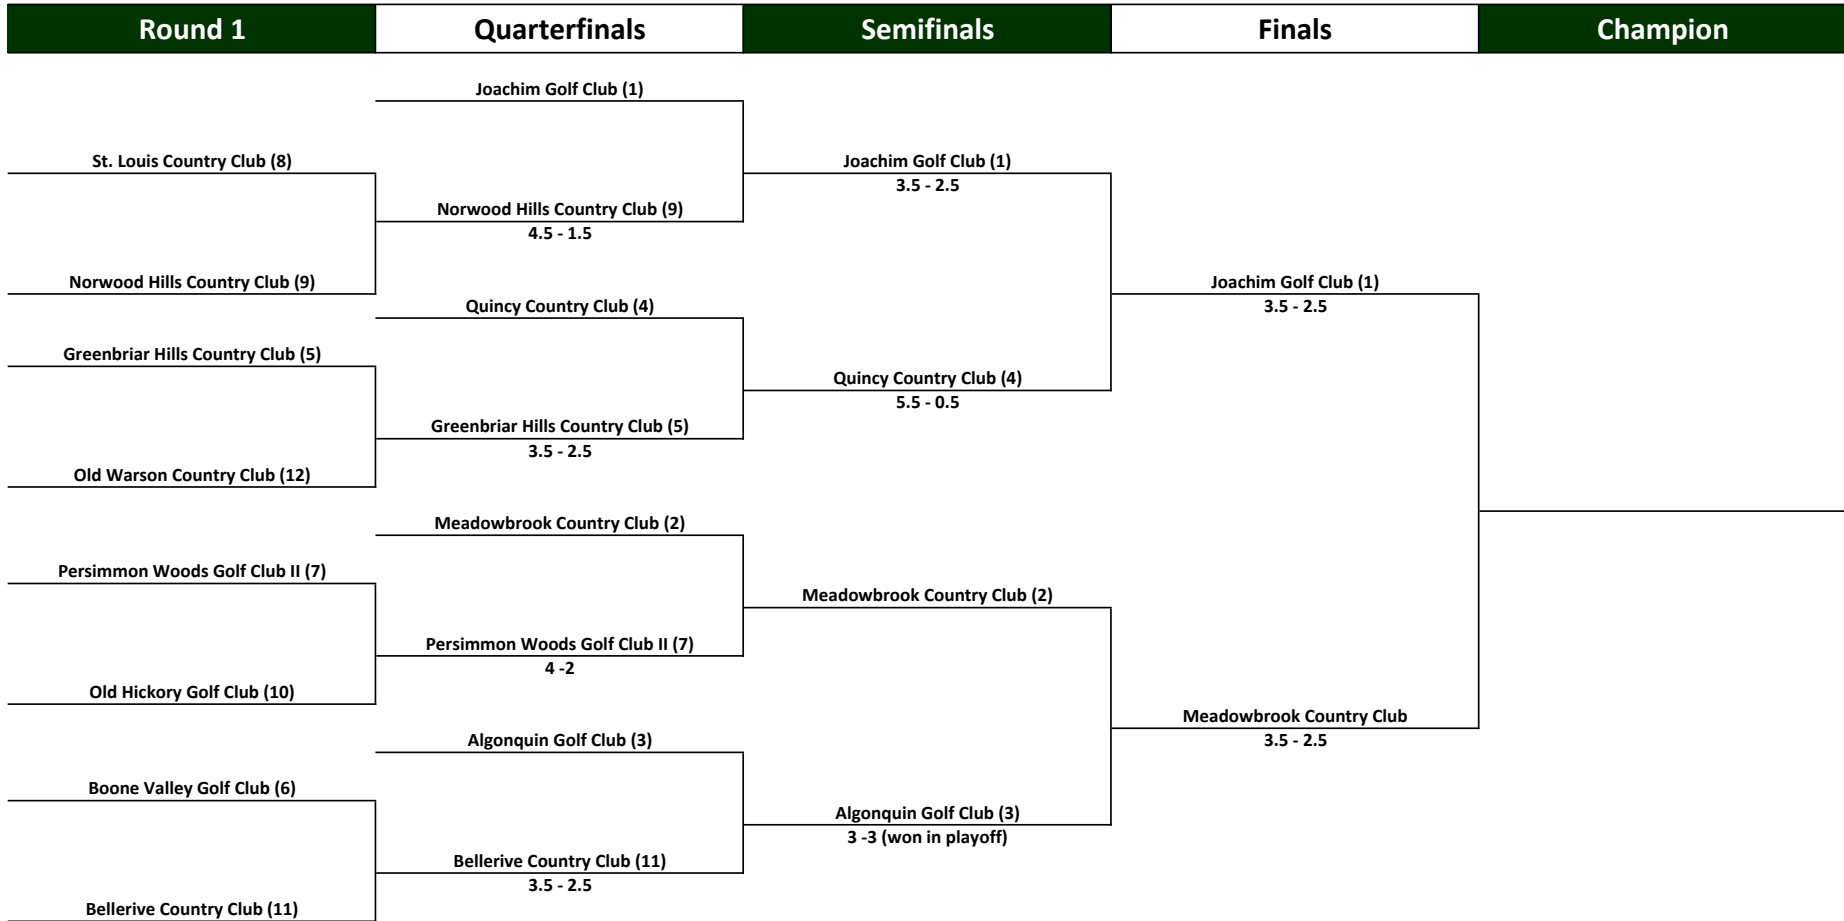 Round 1
Quarterfinals
Semifinals
Finals
Champion
Joachim Golf Club (1)
St. Louis Country Club (8)
Joachim Golf Club (1)
3.5 - 2.5
Norwood Hills Country Club (9)
4.5 - 1.5
Norwood Hills Country Club (9)
Joachim Golf Club (1)
3.5 - 2.5
Quincy Country Club (4)
Greenbriar Hills Country Club (5)
Quincy Country Club (4)
5.5 - 0.5
Greenbriar Hills Country Club (5)
3.5 - 2.5
Old Warson Country Club (12)
Meadowbrook Country Club (2)
Persimmon Woods Golf Club II (7)
Meadowbrook Country Club (2)
Persimmon Woods Golf Club II (7)
4 -2
Old Hickory Golf Club (10)
Meadowbrook Country Club
3.5 - 2.5
Algonquin Golf Club (3)
Boone Valley Golf Club (6)
Algonquin Golf Club (3)
3 -3 (won in playoff)
Bellerive Country Club (11)
3.5 - 2.5
Bellerive Country Club (11)